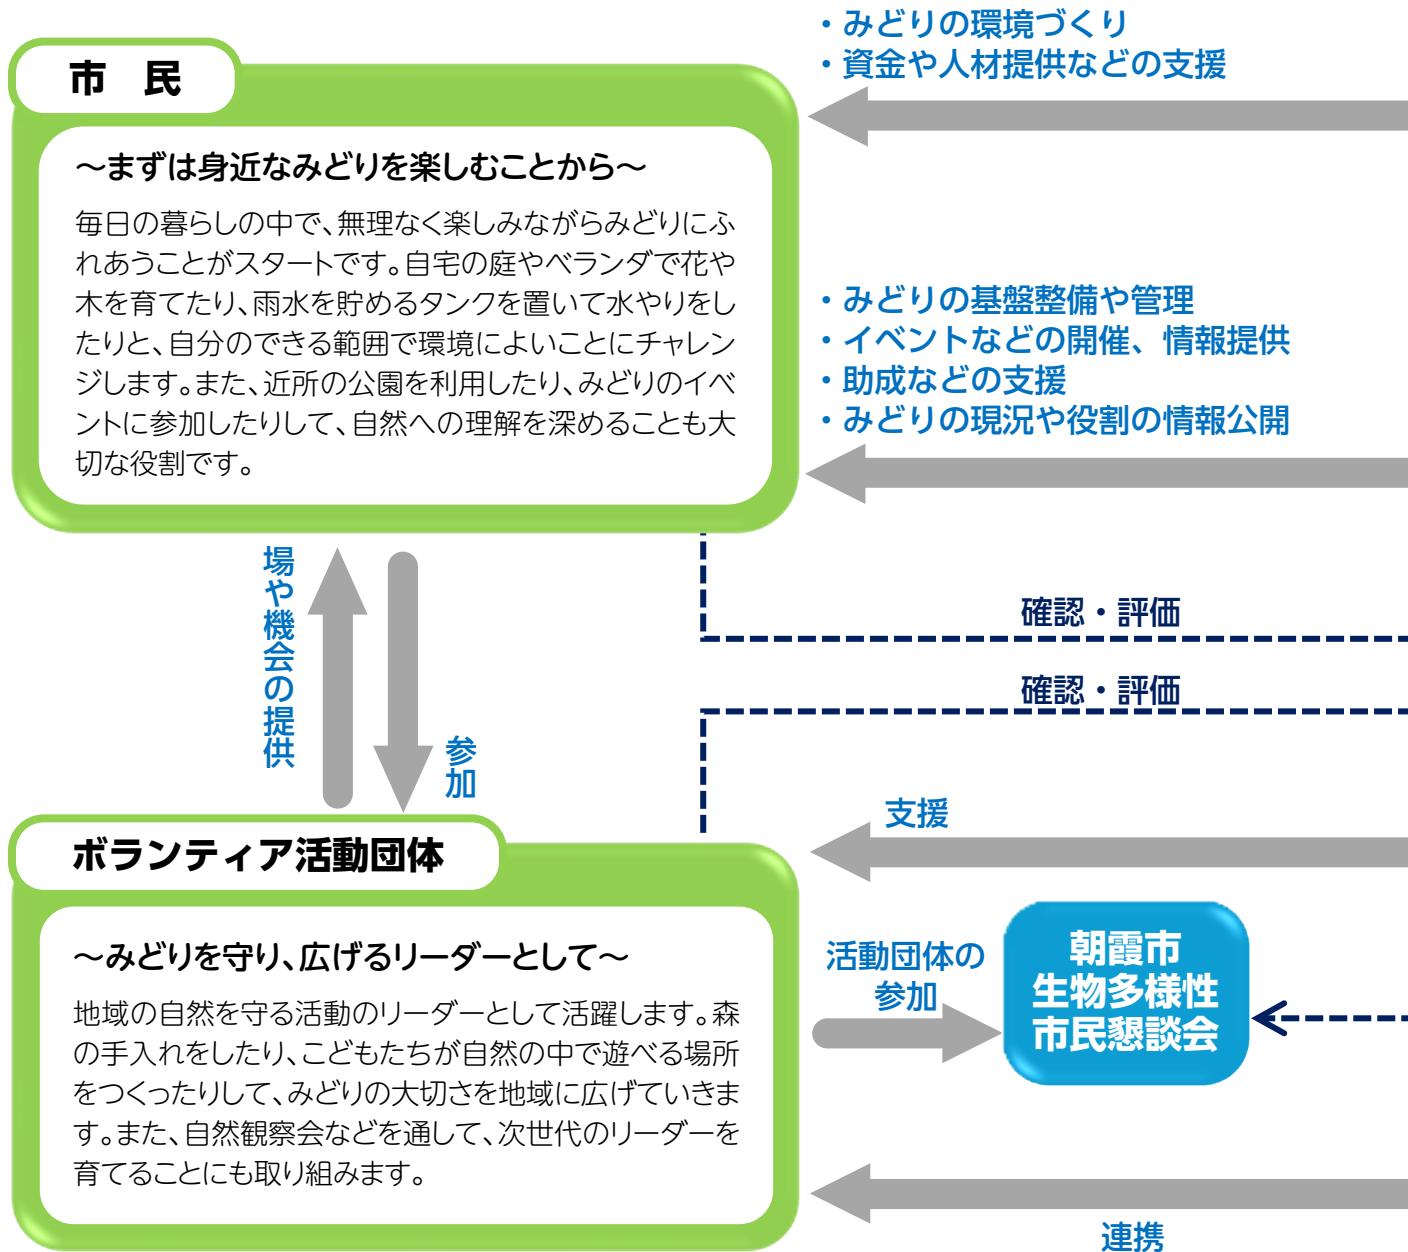 ・みどりの環境づくり
・資金や人材提供などの支援
市　民
～まずは身近なみどりを楽しむことから～
毎日の暮らしの中で、無理なく楽しみながらみどりにふ
れあうことがスタートです。自宅の庭やベランダで花や
木を育てたり、雨水を貯めるタンクを置いて水やりをし
たりと、自分のできる範囲で環境によいことにチャレン
ジします。また、近所の公園を利用したり、みどりのイベ
ントに参加したりして、自然への理解を深めることも大
切な役割です。
・みどりの基盤整備や管理
・イベントなどの開催、情報提供
・助成などの支援
・みどりの現況や役割の情報公開
場や機会の提供
参加
確認・評価
確認・評価
支援
ボランティア活動団体
～みどりを守り、広げるリーダーとして～
地域の自然を守る活動のリーダーとして活躍します。森
の手入れをしたり、こどもたちが自然の中で遊べる場所
をつくったりして、みどりの大切さを地域に広げていきま
す。また、自然観察会などを通して、次世代のリーダーを
育てることにも取り組みます。
活動団体の
参加
朝霞市
生物多様性
市民懇談会
連携